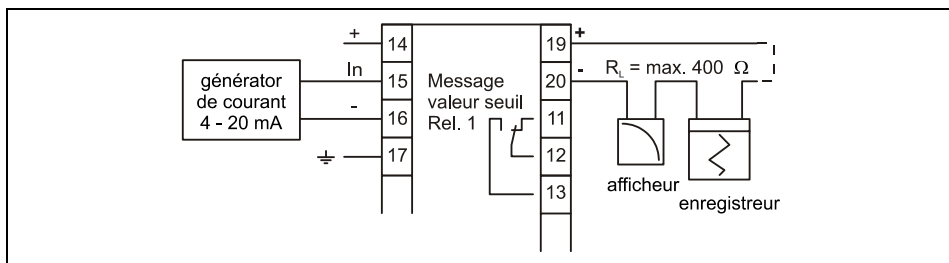 +
14
In
15
-
16
17
générator
de courant
4 - 20 mA
Message
valeur seuil
Rel. 1
19
+
20
-
R_L = max. 400 Ω
11
12
13
afficheur
enregistreur